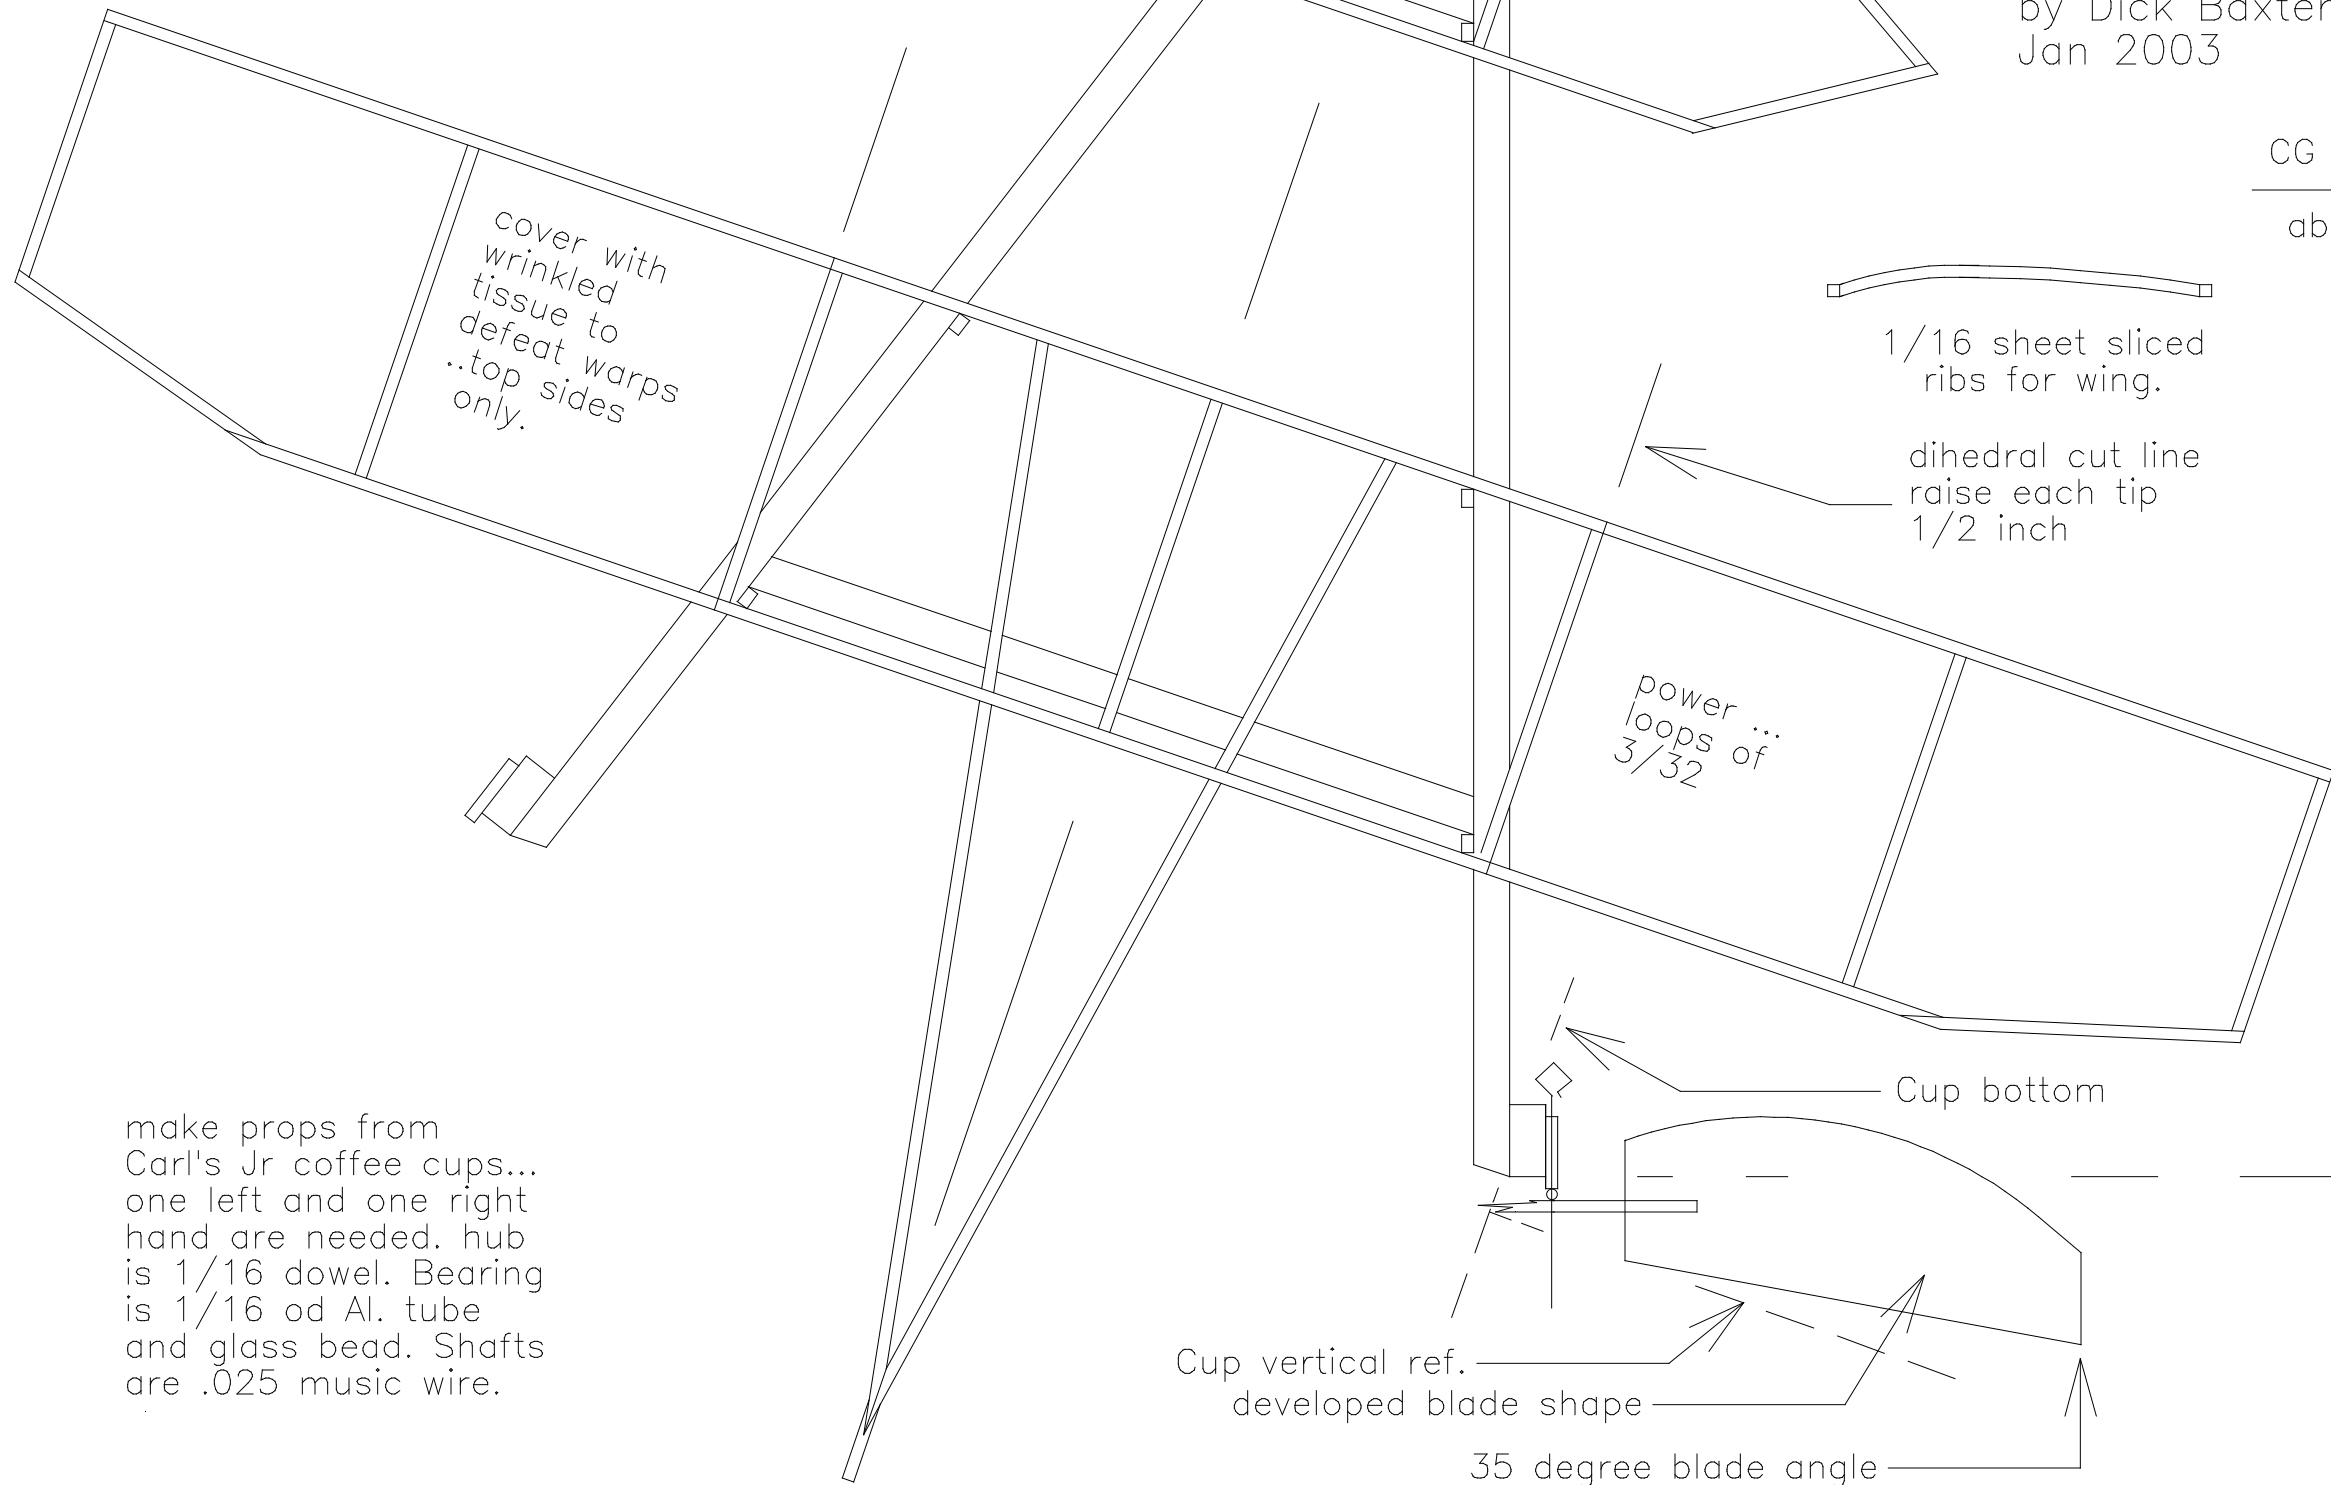 by Dick Baxter
Jan 2003
CG
ab
cover with
wrinkled
tissue to
defeat warps
..top sides
only.
1/16 sheet sliced
ribs for wing.
dihedral cut line
raise each tip
1/2 inch
power ...
loops of
3/32
Cup bottom
make props from
Carl's Jr coffee cups...
one left and one right
hand are needed. hub
is 1/16 dowel. Bearing
is 1/16 od Al. tube
and glass bead. Shafts
are .025 music wire.
Cup vertical ref.
developed blade shape
35 degree blade angle